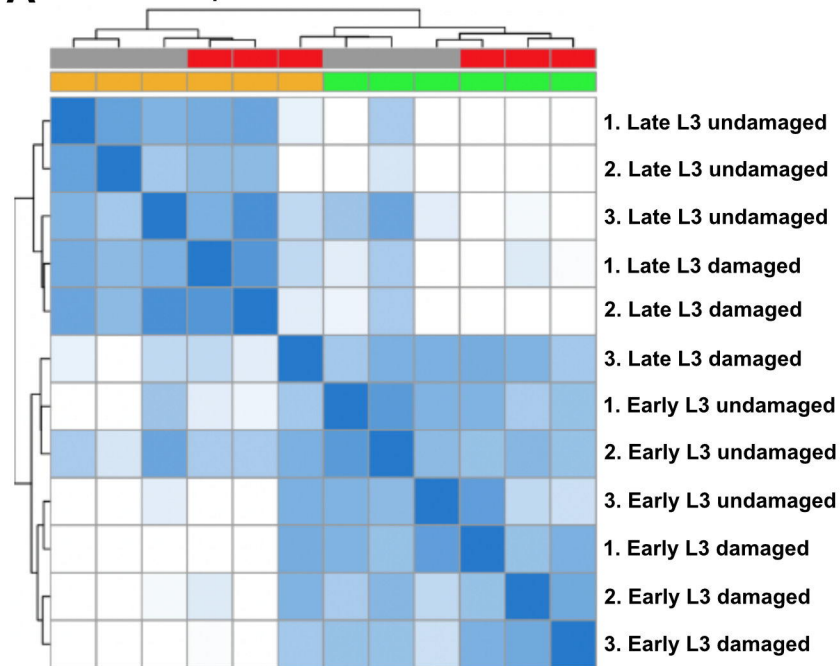 A
1. Late L3 undamaged
2. Late L3 undamaged
3. Late L3 undamaged
1. Late L3 damaged
2. Late L3 damaged
3. Late L3 damaged
1. Early L3 undamaged
2. Early L3 undamaged
3. Early L3 undamaged
1. Early L3 damaged
2. Early L3 damaged
3. Early L3 damaged